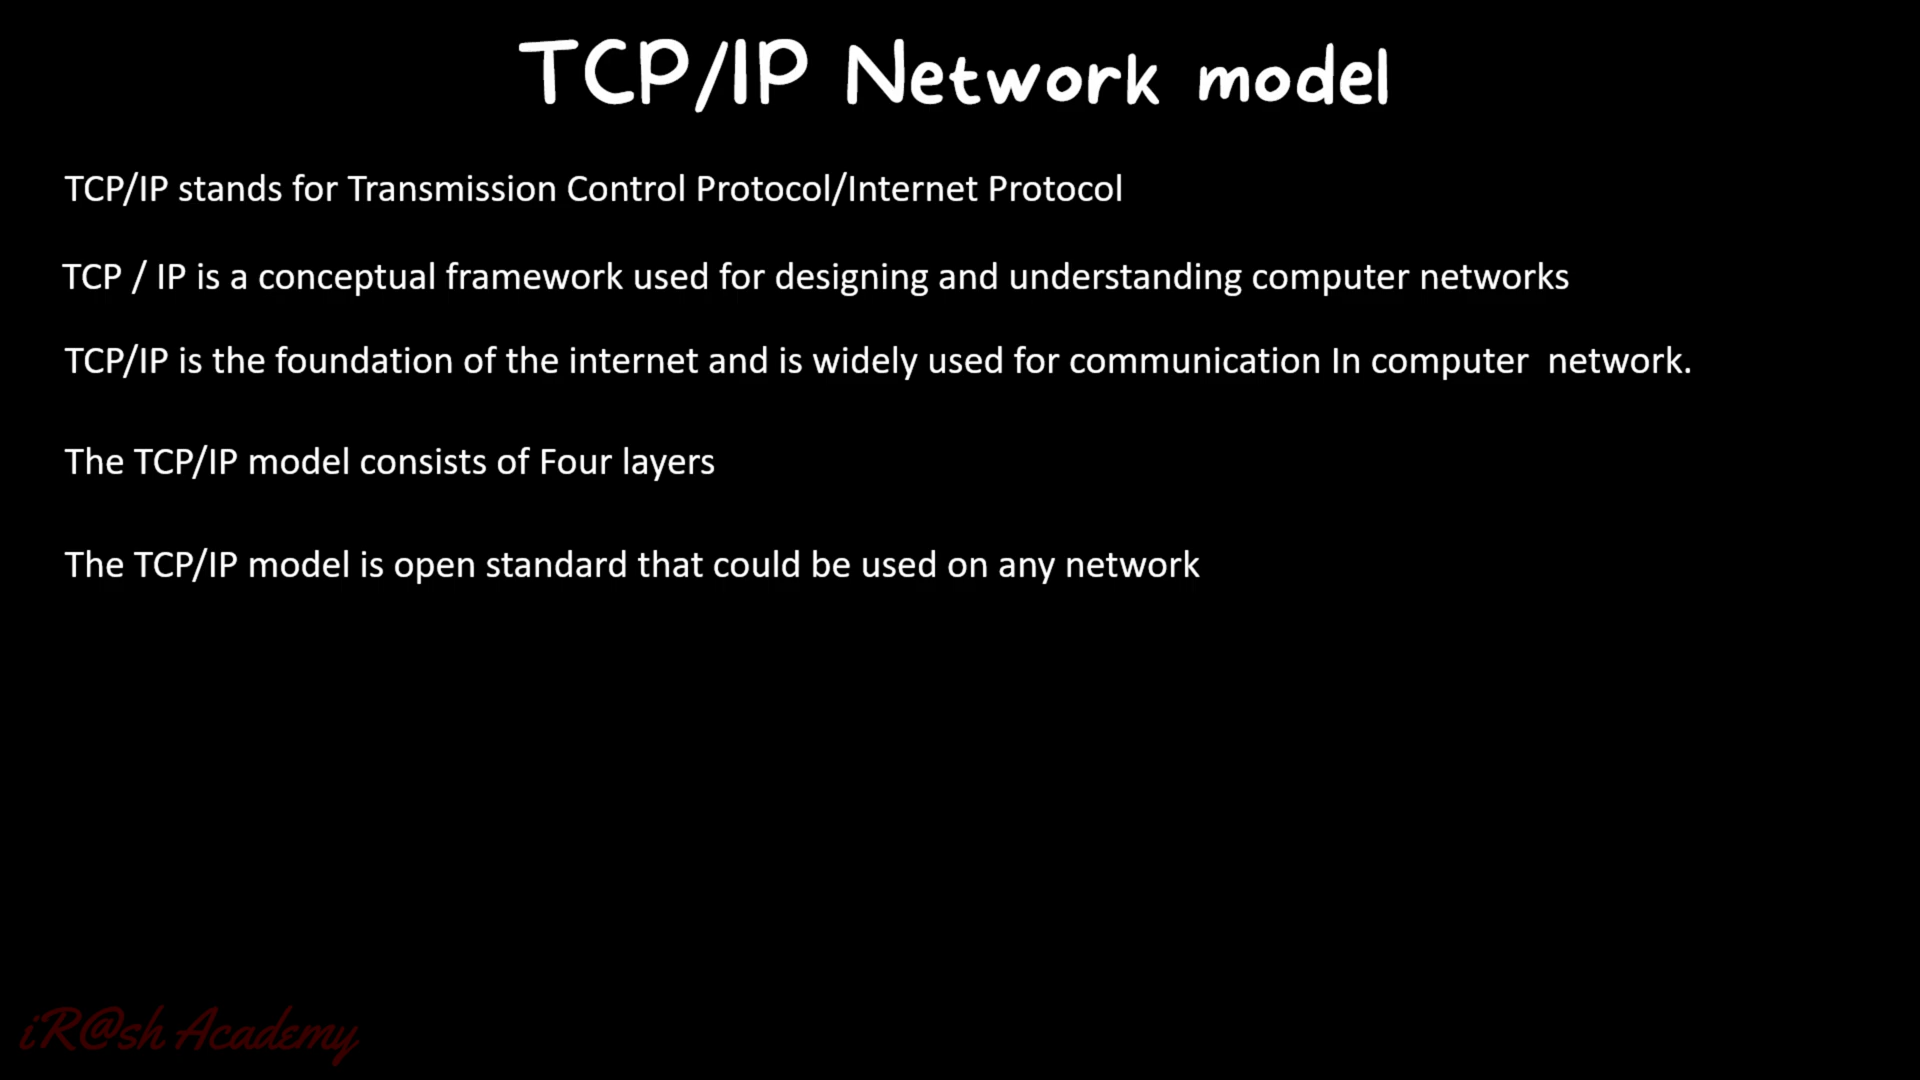 TCP/IP Network model
TCP/IP stands for Transmission Control Protocol/Internet Protocol
TCP / IP is a conceptual framework used for designing and understanding computer networks
TCP/IP is the foundation of the internet and is widely used for communication In computer  network.
The TCP/IP model consists of Four layers
The TCP/IP model is open standard that could be used on any network
iR@sh Academy